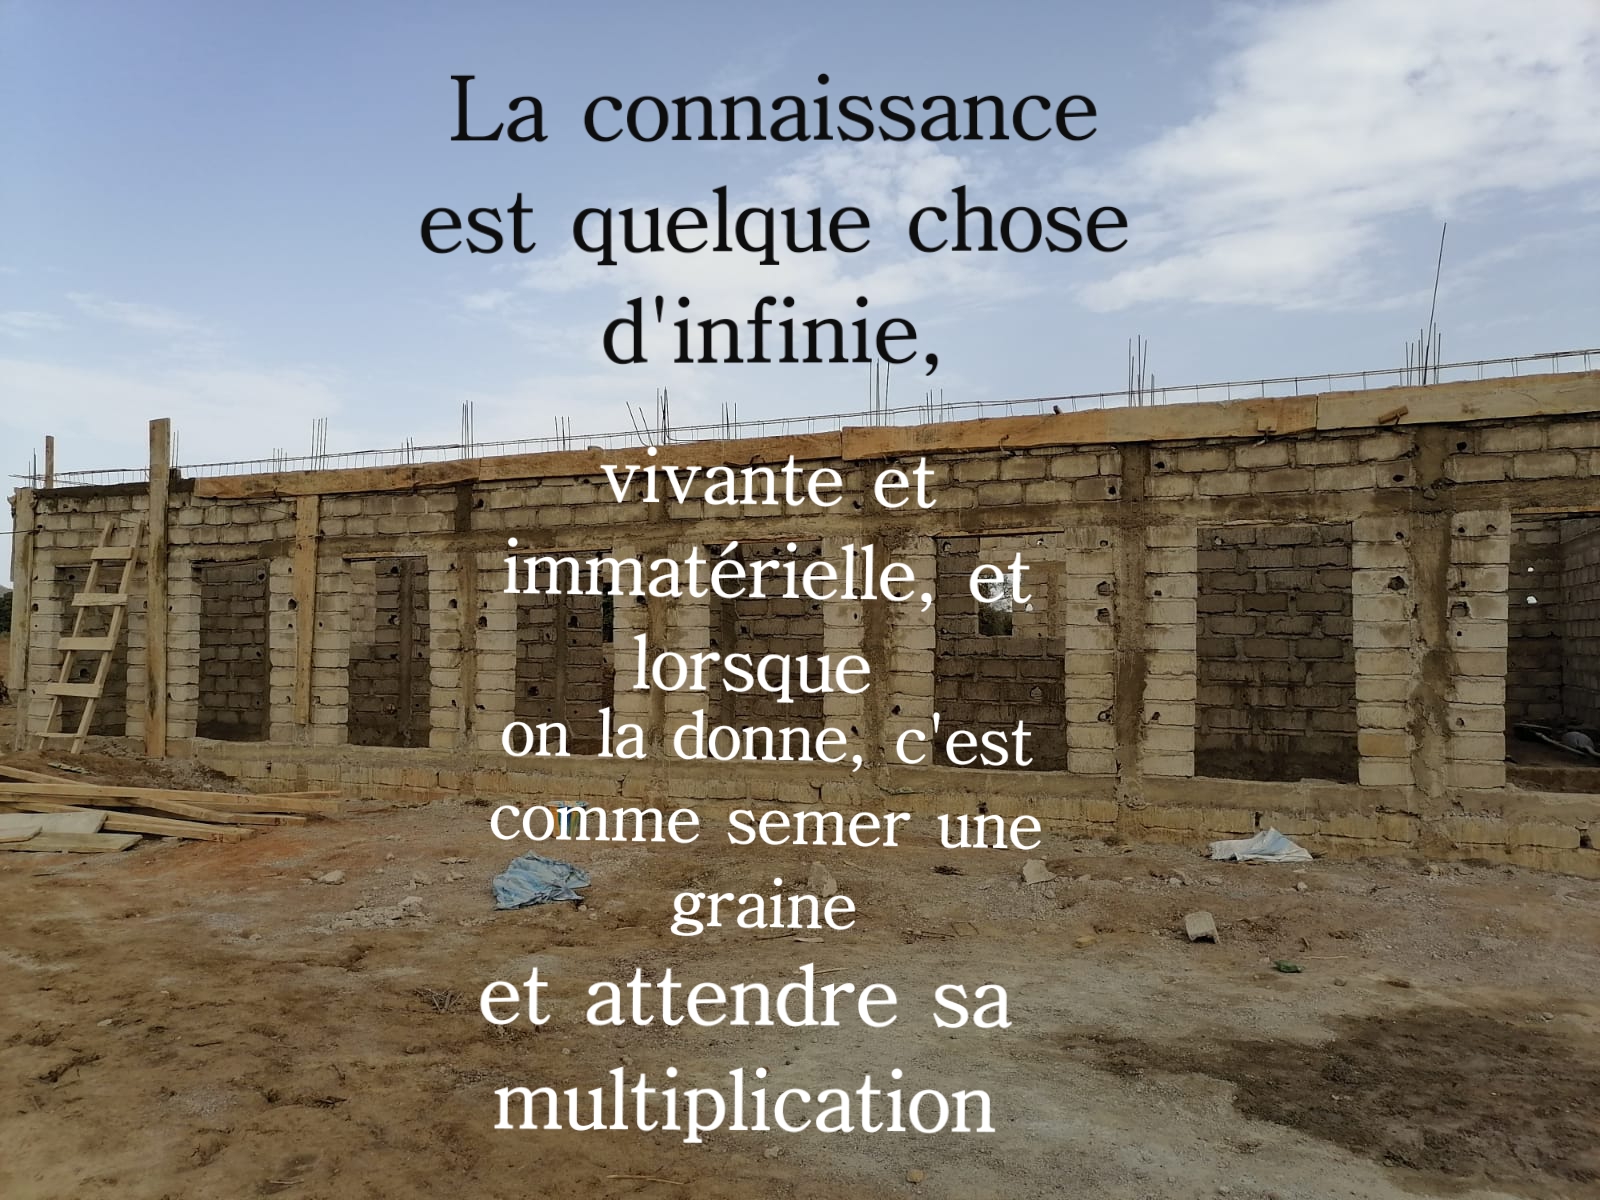 La connaissance
est quelque chose
d'infinie,
vivante et
immatérielle, et
lorsque
on la donne, c'est
comme semer une
graine
et attendre sa
multiplication